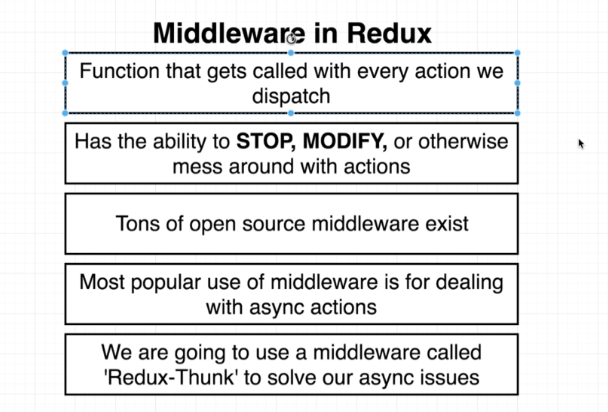 Middleware in Redux
Function that gets called with every action we
dispatch
Has the ability to STOP, MODIFY, or otherwise
mess around with actions
Tons of open source middleware exist
Most popular use of middleware is for dealing
with async actions
We are going to use a middleware called
'Redux-Thunk' to solve our async issues